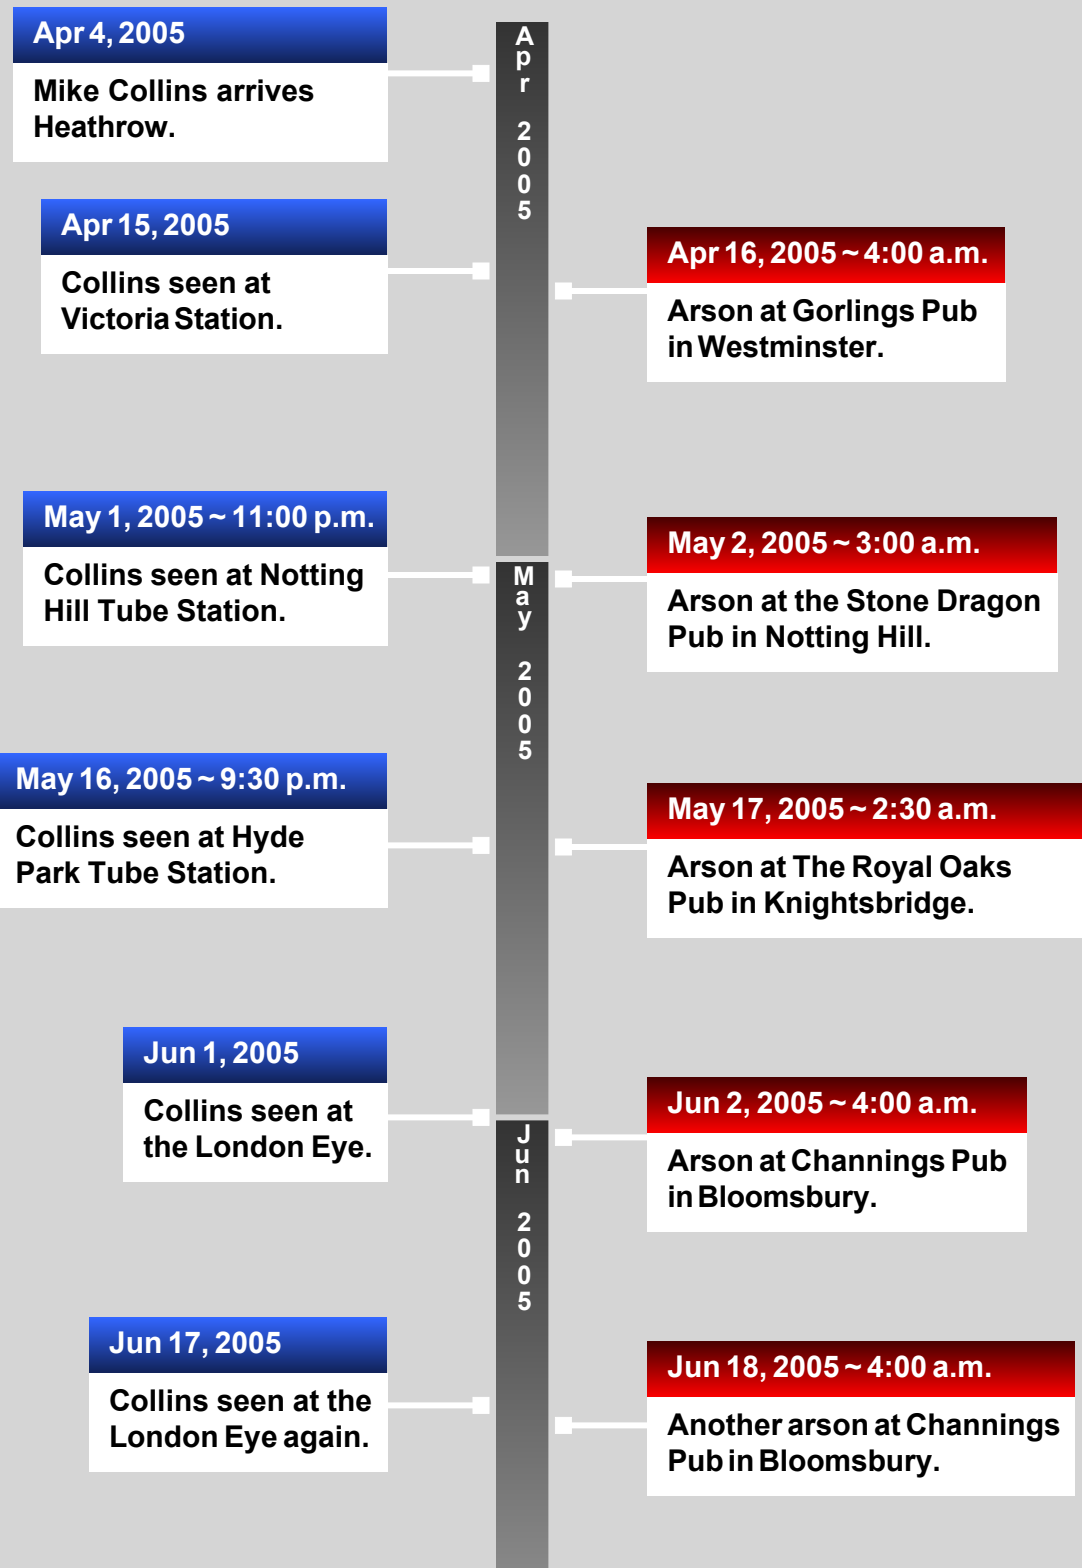 Apr 4, 2005
Mike Collins arrives
Heathrow.
Apr 2005
Apr 15, 2005
Collins seen at
Victoria Station.
Apr 16, 2005 ~ 4:00 a.m.
Arson at Gorlings Pub
in Westminster.
May 1, 2005 ~ 11:00 p.m.
Collins seen at Notting
Hill Tube Station.
May 2, 2005 ~ 3:00 a.m.
Arson at the Stone Dragon
Pub in Notting Hill.
May 2005
May 16, 2005 ~ 9:30 p.m.
Collins seen at Hyde
Park Tube Station.
May 17, 2005 ~ 2:30 a.m.
Arson at The Royal Oaks
Pub in Knightsbridge.
Jun 1, 2005
Collins seen at
the London Eye.
Jun 2, 2005 ~ 4:00 a.m.
Arson at Channings Pub
in Bloomsbury.
Jun 2005
Jun 17, 2005
Collins seen at the
London Eye again.
Jun 18, 2005 ~ 4:00 a.m.
Another arson at Channings
Pub in Bloomsbury.